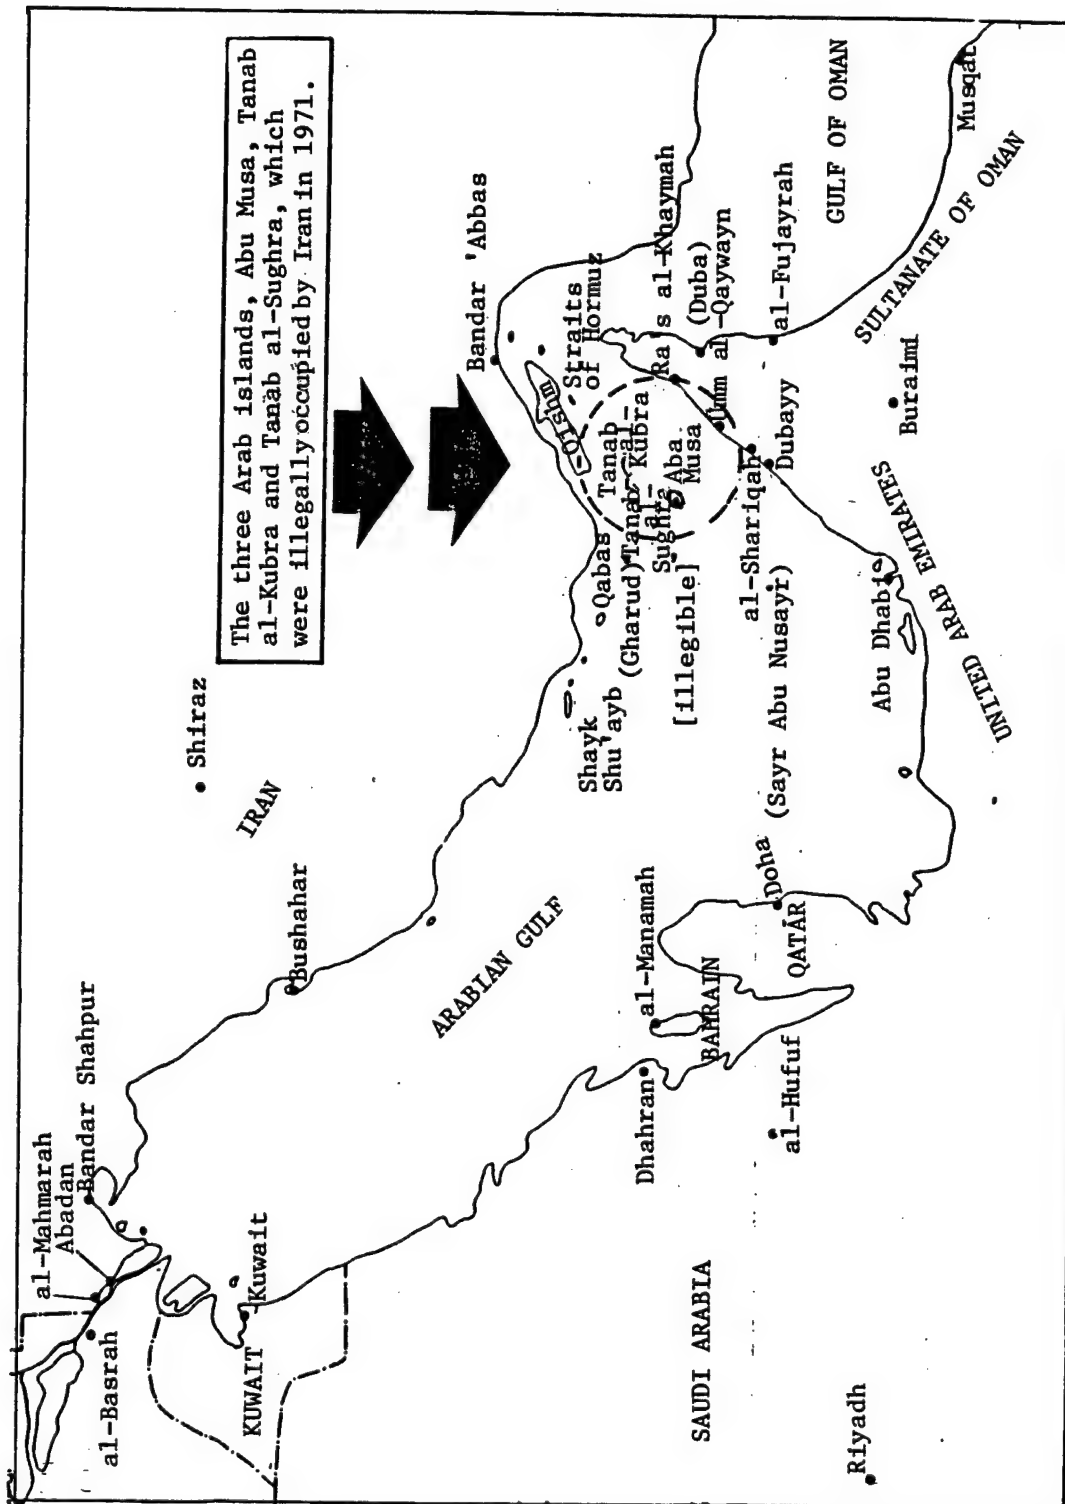 The three Arab islands, Abu Musa, Tanab
al-Kubra and Tanab al-Sughra, which
were illegally occupied by Iran in 1971.
al-Mahmarah
Abadan
Bandar Shahpur
al-Basrah
Shiraz
IRAN
Bushahar
Bandar 'Abbas
KUWAIT
Kuwait
ARABIAN GULF
Qishm
Straits
of Hormuz
Shayk
Shu'ayb
Qabas
(Gharud)
Tanab
al-
Kubra
Tanab
al-
Sughra
Aba
Musa
[illegible]
Ra s al-Khaymah
(Duba)
Umm al-Qaywayn
al-Shariqah
Dubayy
al-Fujayrah
GULF OF OMAN
Musqat
SULTANATE OF OMAN
Buraimi
Dhahran
al-Manamah
BAHRAIN
al-Hufuf
Doha
QATAR
(Sayr Abu Nusayr)
Abu Dhabi
UNITED ARAB EMIRATES
SAUDI ARABIA
Riyadh